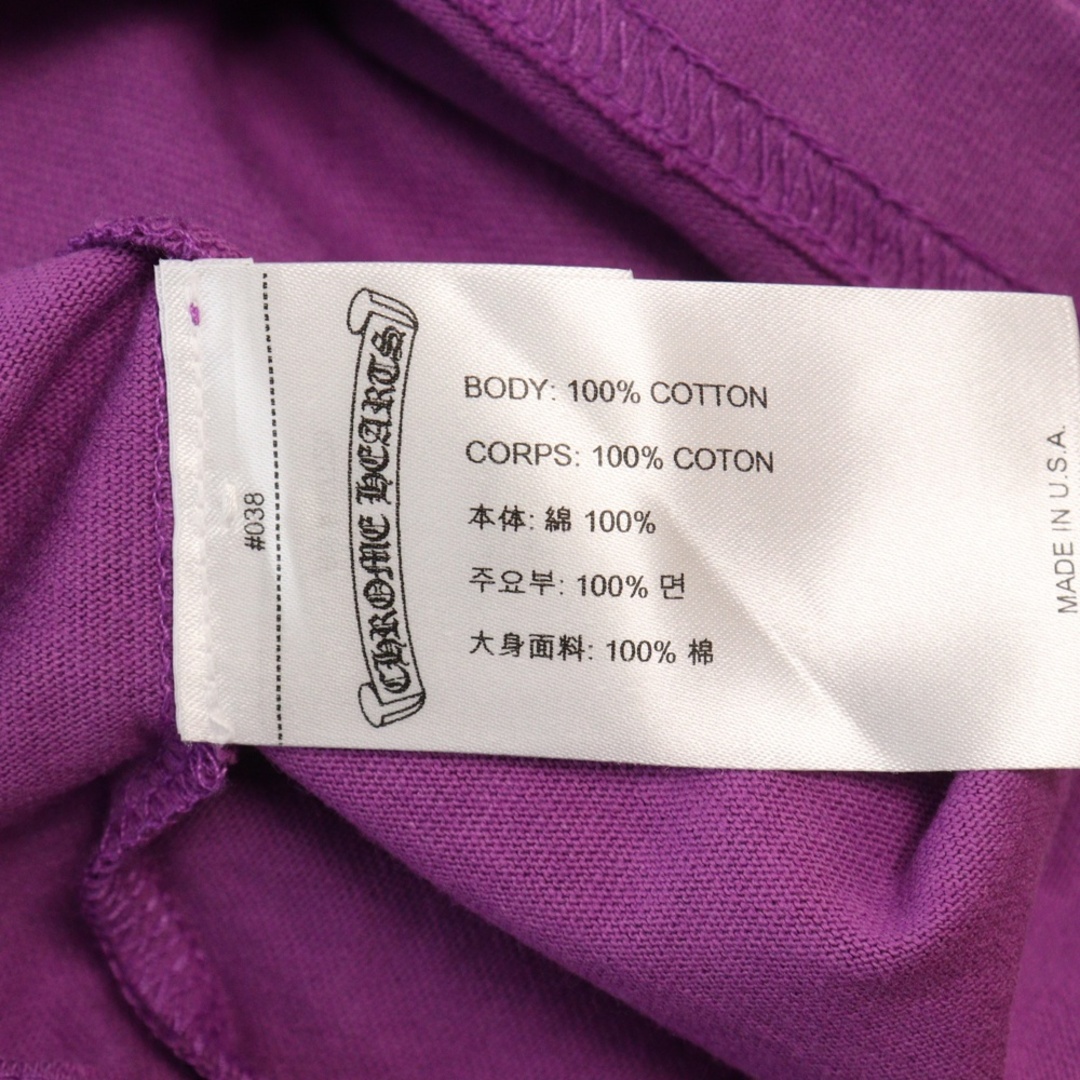 #038
CHROME HEARTS
BODY: 100% COTTON
CORPS: 100% COTON
本体: 綿 100%
주요부: 100% 면
大身面料: 100% 棉
MADE IN U.S.A.